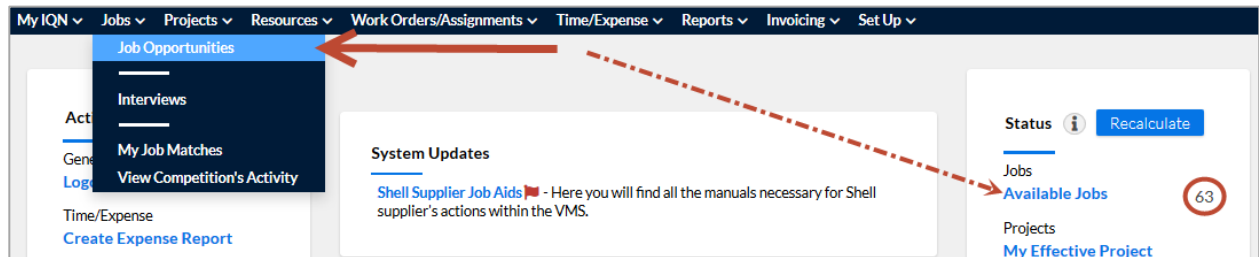 My IQN Jobs Projects Resources Work Orders/Assignments Time/Expense Reports Invoicing Set Up
Job Opportunities
Interviews
My Job Matches
View Competition's Activity
Time/Expense
Create Expense Report
System Updates
Shell Supplier Job Aids - Here you will find all the manuals necessary for Shell
supplier's actions within the VMS.
Status i Recalculate
Jobs
Available Jobs 63
Projects
My Effective Project